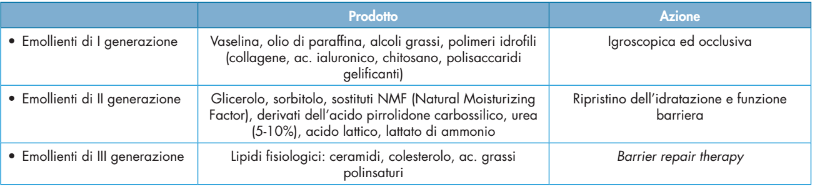 Prodotto Azione
• Emollienti di I generazione Vaselina, olio di paraffina, alcoli grassi, polimeri idrofili Igroscopica ed occlusiva
(collagene, ac. ialuronico, chitosano, polisaccaridi
gelificanti)
• Emollienti di II generazione Glicerolo, sorbitolo, sostituti NMF (Natural Moisturizing Ripristino dell'idratazione e funzione
Factor), derivati dell'acido pirrolidone carbossilico, urea barriera
(5-10%), acido lattico, lattato di ammonio
• Emollienti di III generazione Lipidi fisiologici: ceramidi, colesterolo, ac. grassi Barrier repair therapy
polinsaturi